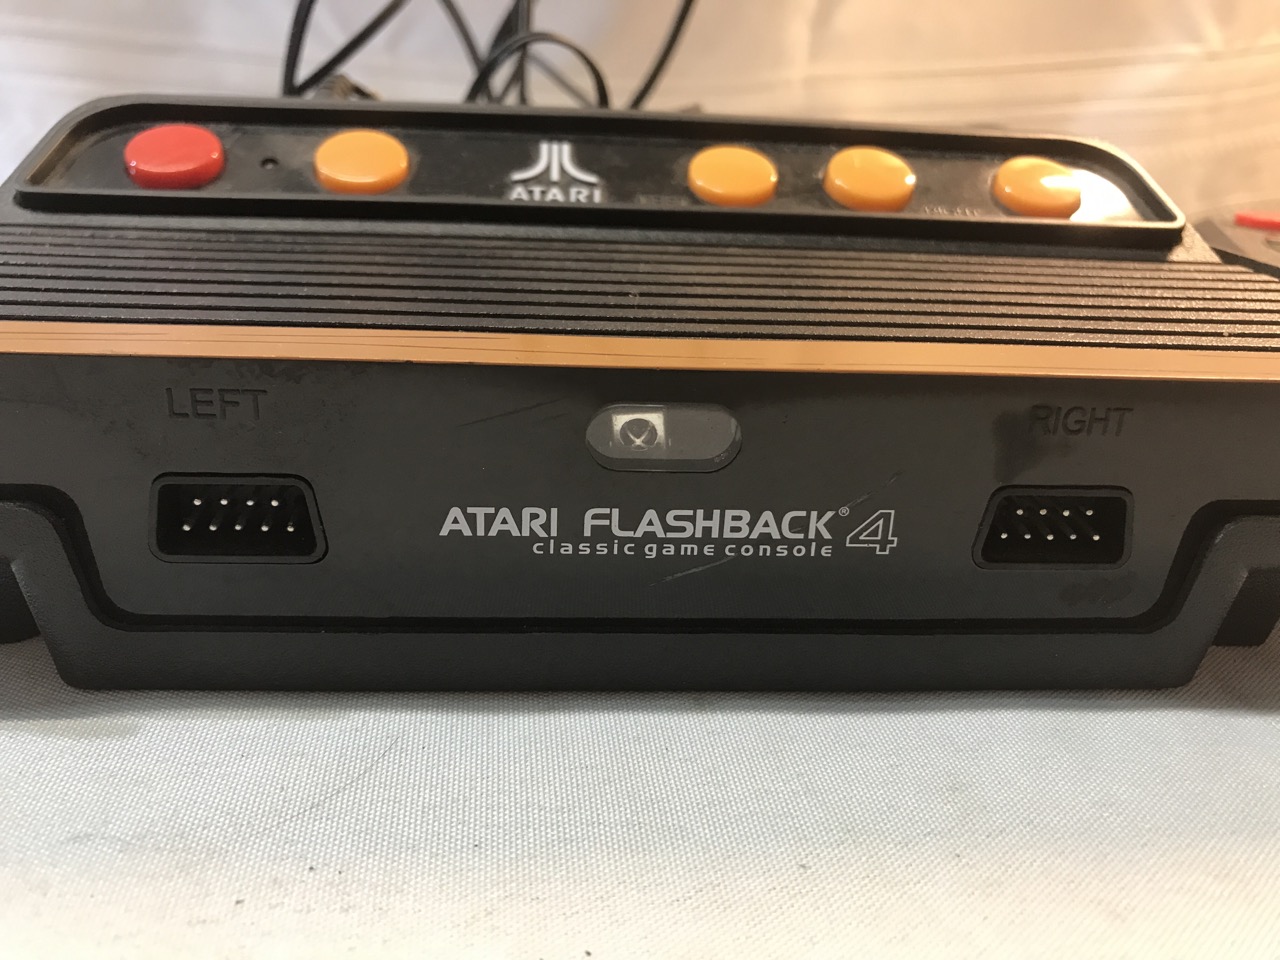 ATARI
LEFT
RIGHT
ATARI FLASHBACK® 4
classic game console